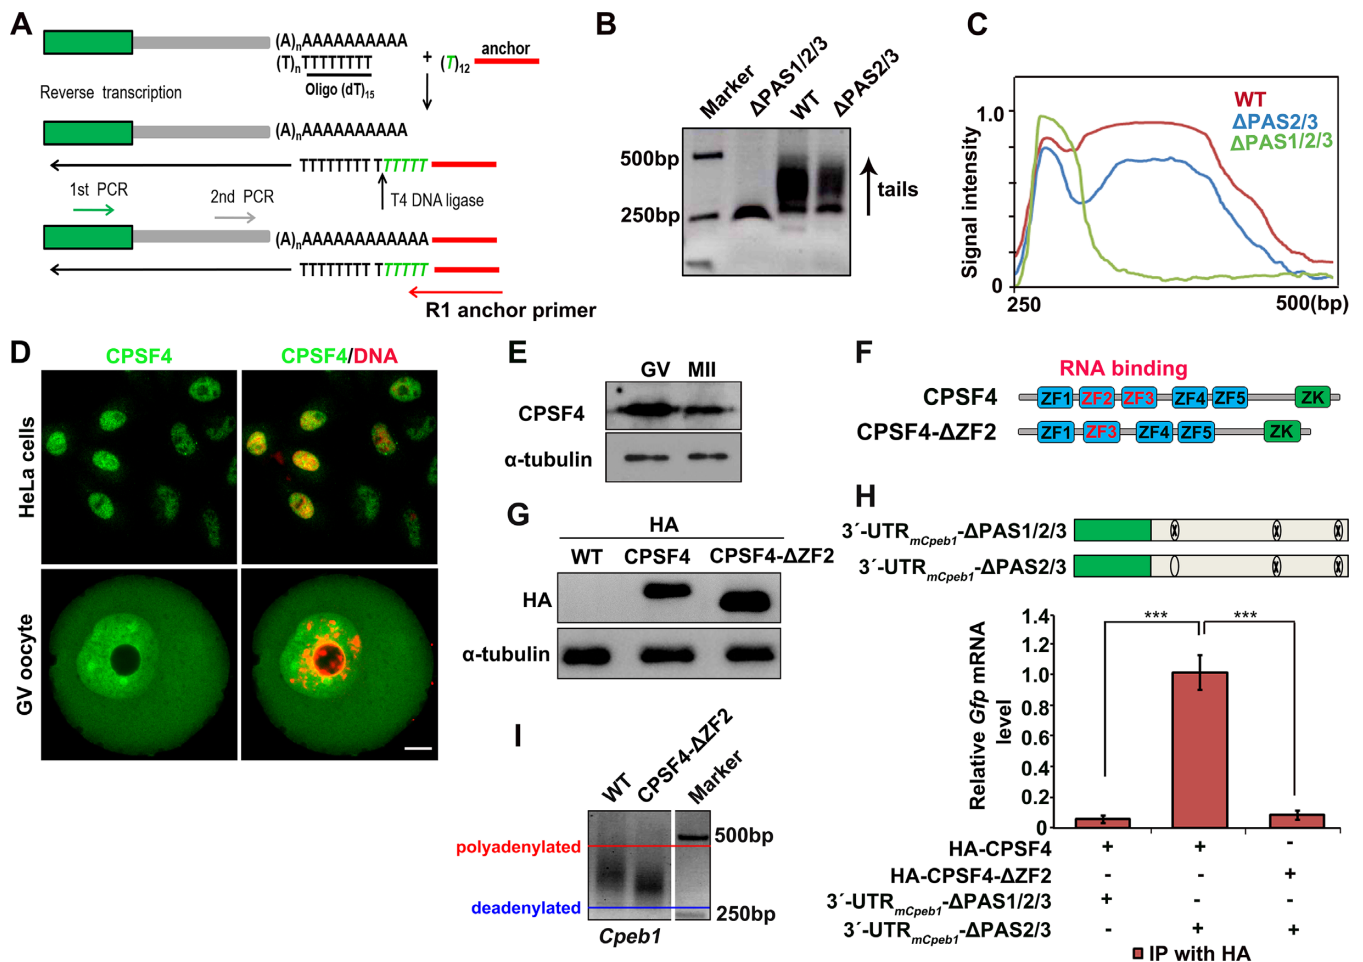 A
(A)nAAAAAAAAAA
(T)nTTTTTTTT
+ (T)12 anchor
Oligo (dT)15
Reverse transcription
(A)nAAAAAAAAAA
TTTTTTTT TTTTTT
1st PCR
2nd PCR
T4 DNA ligase
(A)nAAAAAAAAAAAA
TTTTTTTT TTTTTT
R1 anchor primer
B
Marker
ΔPAS1/2/3
WT
ΔPAS2/3
500bp
250bp
tails
C
Signal intensity
1.0
0
WT
ΔPAS2/3
ΔPAS1/2/3
250
500(bp)
D
CPSF4
CPSF4/DNA
HeLa cells
GV oocyte
E
GV MII
CPSF4
α-tubulin
F
RNA binding
CPSF4
ZF1 ZF2 ZF3 ZF4 ZF5 ZK
CPSF4-ΔZF2
ZF1 ZF3 ZF4 ZF5 ZK
G
HA
WT CPSF4 CPSF4-ΔZF2
HA
α-tubulin
H
3´-UTRmCpeb1-ΔPAS1/2/3
3´-UTRmCpeb1-ΔPAS2/3
Relative Gfp mRNA level
1.4
1.2
1.0
0.8
0.6
0.4
0.2
0
*** ***
HA-CPSF4 + + -
HA-CPSF4-ΔZF2 - - +
3´-UTRmCpeb1-ΔPAS1/2/3 + - -
3´-UTRmCpeb1-ΔPAS2/3 - + +
IP with HA
I
WT
CPSF4-ΔZF2
Marker
polyadenylated
deadenylated
500bp
250bp
Cpeb1